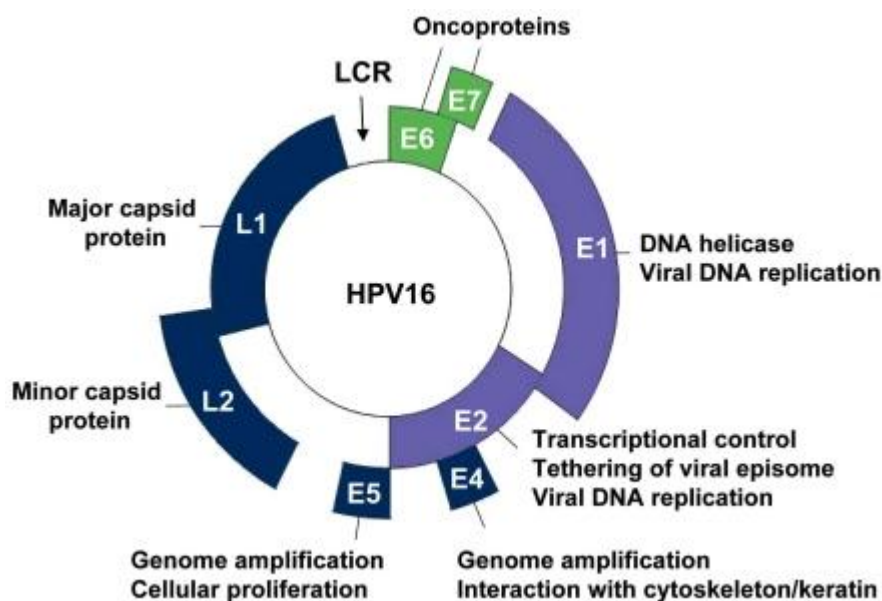 Oncoproteins
LCR
E7
E6
Major capsid
protein
L1
E1
DNA helicase
Viral DNA replication
HPV16
Minor capsid
protein
L2
E2
Transcriptional control
Tethering of viral episome
Viral DNA replication
E5
E4
Genome amplification
Cellular proliferation
Genome amplification
Interaction with cytoskeleton/keratin